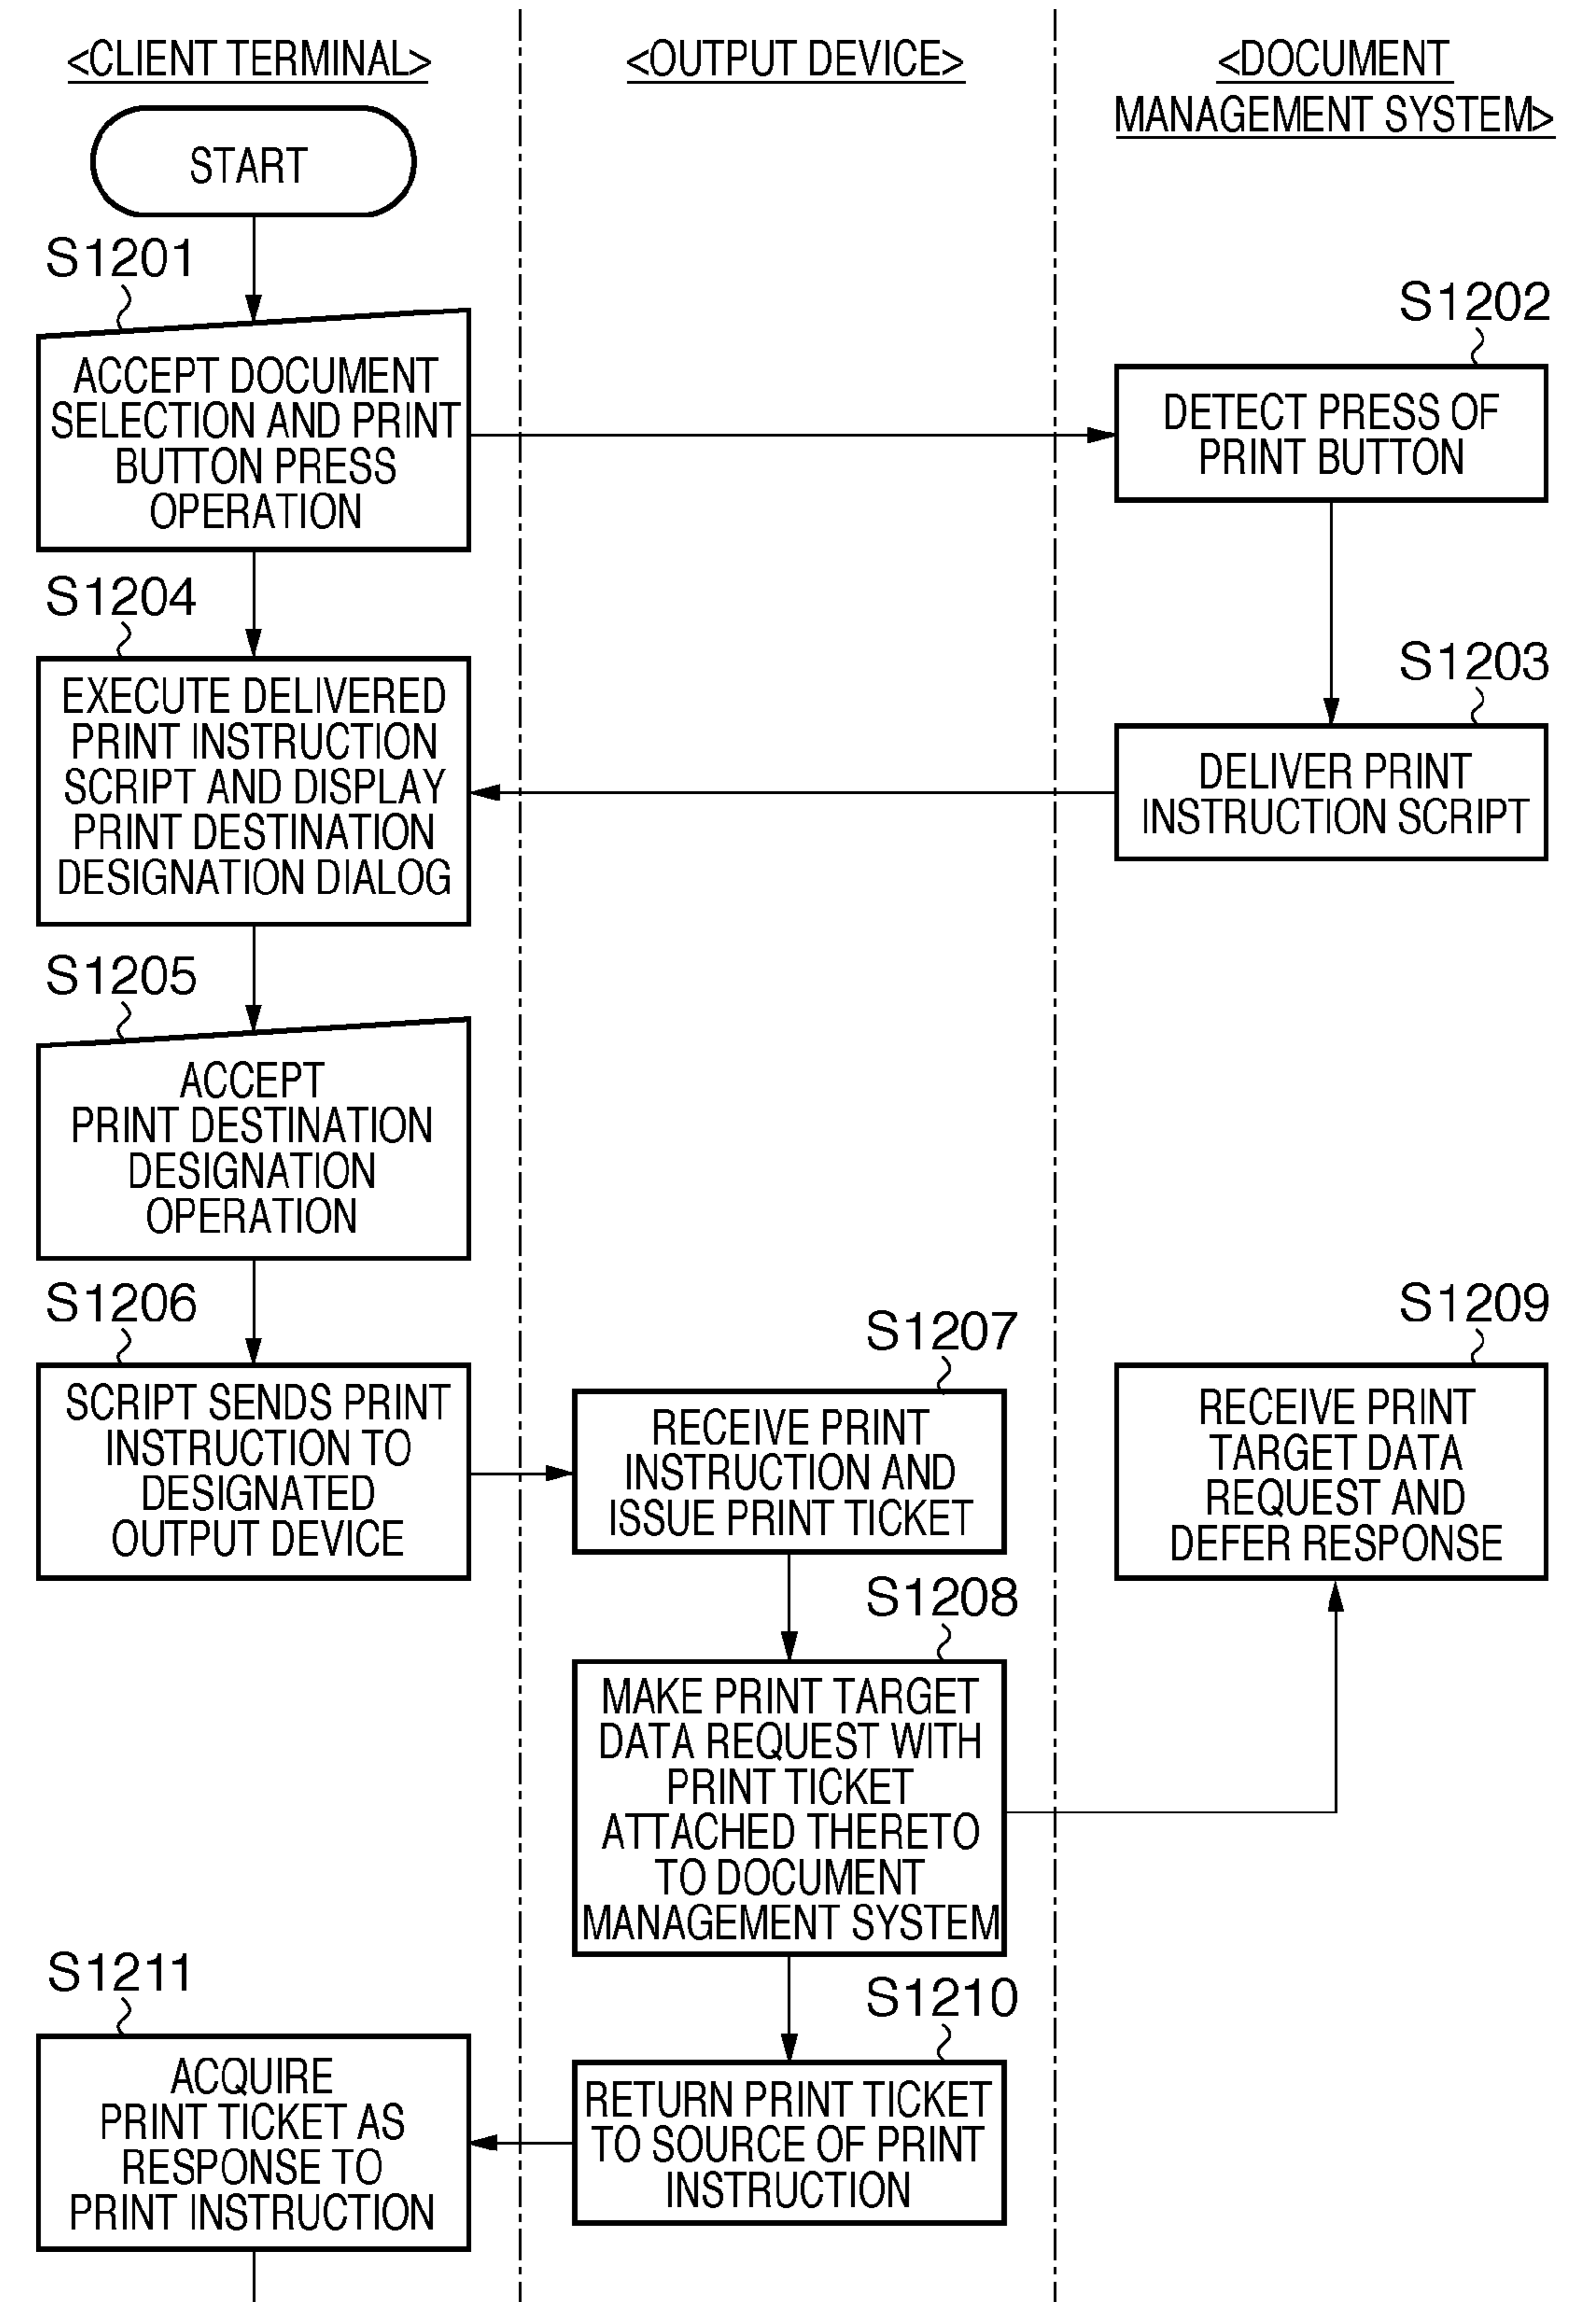 <CLIENT TERMINAL>
<OUTPUT DEVICE>
<DOCUMENT
MANAGEMENT SYSTEM>
START
S1201
ACCEPT DOCUMENT
SELECTION AND PRINT
BUTTON PRESS
OPERATION
S1202
DETECT PRESS OF
PRINT BUTTON
S1203
DELIVER PRINT
INSTRUCTION SCRIPT
S1204
EXECUTE DELIVERED
PRINT INSTRUCTION
SCRIPT AND DISPLAY
PRINT DESTINATION
DESIGNATION DIALOG
S1205
ACCEPT
PRINT DESTINATION
DESIGNATION
OPERATION
S1206
SCRIPT SENDS PRINT
INSTRUCTION TO
DESIGNATED
OUTPUT DEVICE
S1207
RECEIVE PRINT
INSTRUCTION AND
ISSUE PRINT TICKET
S1208
MAKE PRINT TARGET
DATA REQUEST WITH
PRINT TICKET
ATTACHED THERETO
TO DOCUMENT
MANAGEMENT SYSTEM
S1209
RECEIVE PRINT
TARGET DATA
REQUEST AND
DEFER RESPONSE
S1210
RETURN PRINT TICKET
TO SOURCE OF PRINT
INSTRUCTION
S1211
ACQUIRE
PRINT TICKET AS
RESPONSE TO
PRINT INSTRUCTION